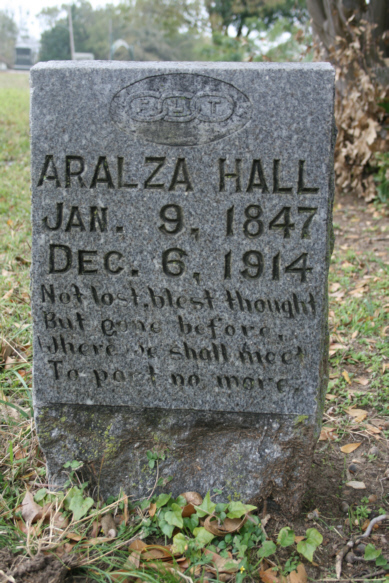 F L T
ARALZA HALL
JAN. 9, 1847
DEC. 6, 1914
Not lost, blest thought
But gone before,
Where we shall meet
To part no more.